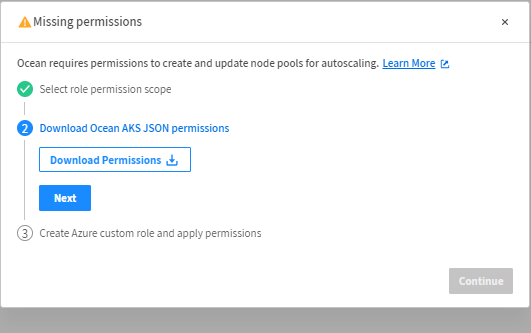 Missing permissions
Ocean requires permissions to create and update node pools for autoscaling. Learn More
Select role permission scope
2 Download Ocean AKS JSON permissions
Download Permissions
Next
3 Create Azure custom role and apply permissions
Continue